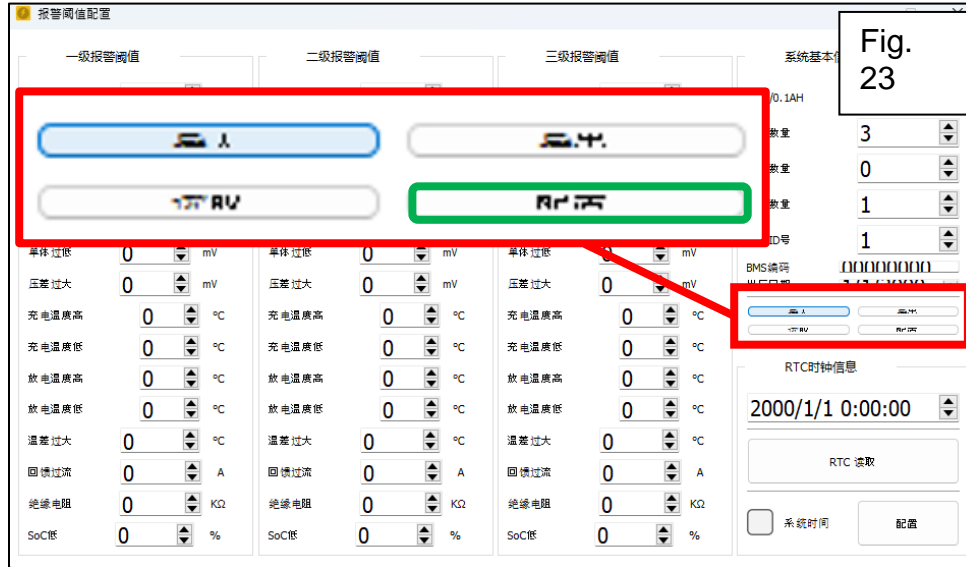 报警阈值配置
Fig. 23
一级报警阈值
二级报警阈值
三级报警阈值
系统基本
/0.1AH
数量 3
数量 0
数量 1
ID号 1
BMS编码 00000000
单体过低 0 mV
单体过低 0 mV
单体过低 0 mV
压差过大 0 mV
压差过大 0 mV
压差过大 0 mV
充电温度高 0 °C
充电温度高 0 °C
充电温度高 0 °C
充电温度低 0 °C
充电温度低 0 °C
充电温度低 0 °C
放电温度高 0 °C
放电温度高 0 °C
放电温度高 0 °C
放电温度低 0 °C
放电温度低 0 °C
放电温度低 0 °C
温差过大 0 °C
温差过大 0 °C
温差过大 0 °C
回馈过流 0 A
回馈过流 0 A
回馈过流 0 A
绝缘电阻 0 KΩ
绝缘电阻 0 KΩ
绝缘电阻 0 KΩ
SoC低 0 %
SoC低 0 %
SoC低 0 %
RTC时钟信息
2000/1/1 0:00:00
RTC 读取
系统时间
配置